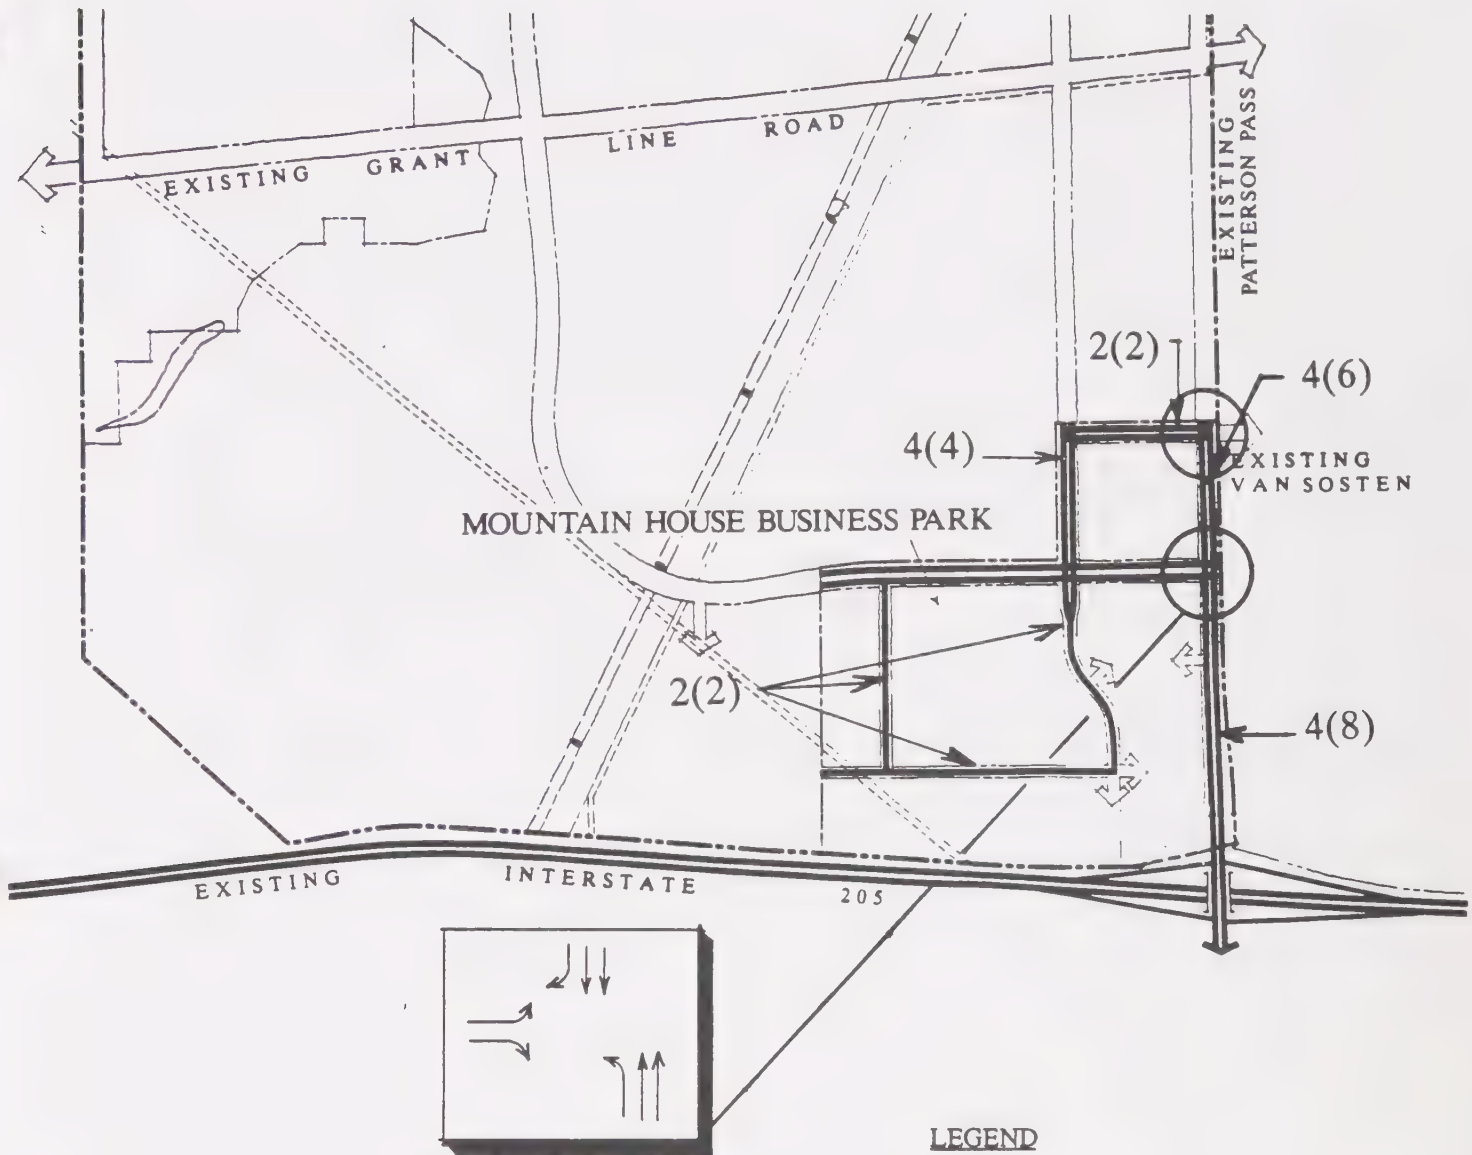 EXISTING GRANT LINE ROAD
EXISTING
PATTERSON PASS
2(2)
4(6)
4(4)
EXISTING
VAN SOSTEN
MOUNTAIN HOUSE BUSINESS PARK
2(2)
4(8)
EXISTING INTERSTATE 205
LEGEND